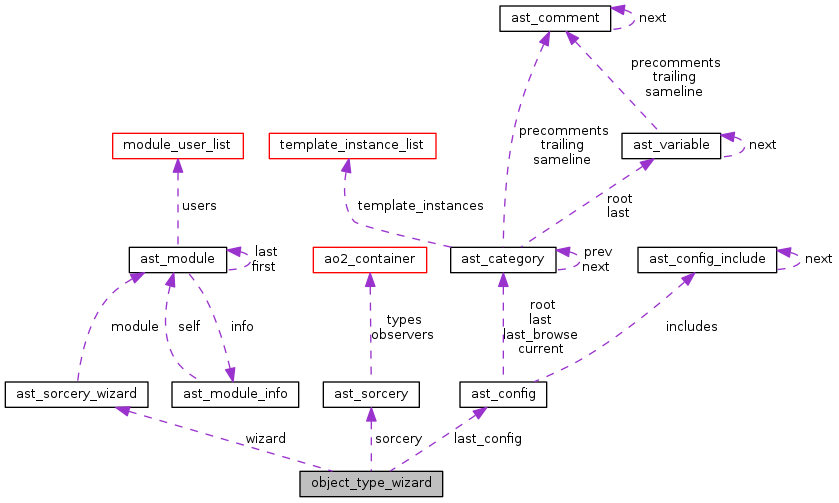 ast_comment
next
precomments
trailing
sameline
module_user_list
template_instance_list
precomments
trailing
sameline
ast_variable
next
users
template_instances
root
last
ast_module
last
first
ao2_container
ast_category
prev
next
ast_config_include
next
module
self
info
types
observers
root
last
last_browse
current
includes
ast_sorcery_wizard
ast_module_info
ast_sorcery
ast_config
wizard
sorcery
last_config
object_type_wizard